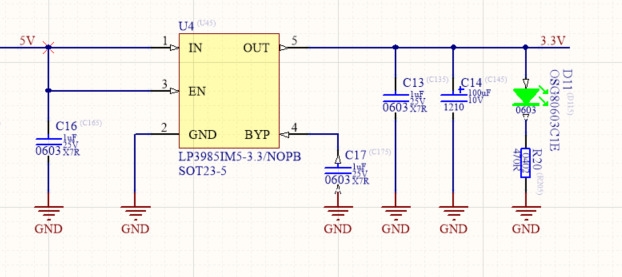 U4 (U45)
5V
1 IN OUT 5
3.3V
3 EN
2 GND BYP 4
LP3985IM5-3.3/NOPB
SOT23-5
C16 (C165)
1uF
25V
0603 X7R
C17 (C175)
1uF
25V
0603 X7R
C13 (C135)
1uF
25V
0603 X7R
C14 (C145)
100uF
10V
1210
D11 (D115)
OSG80603C1E
0603
R20 (R205)
470R
GND
GND
GND
GND
GND
GND